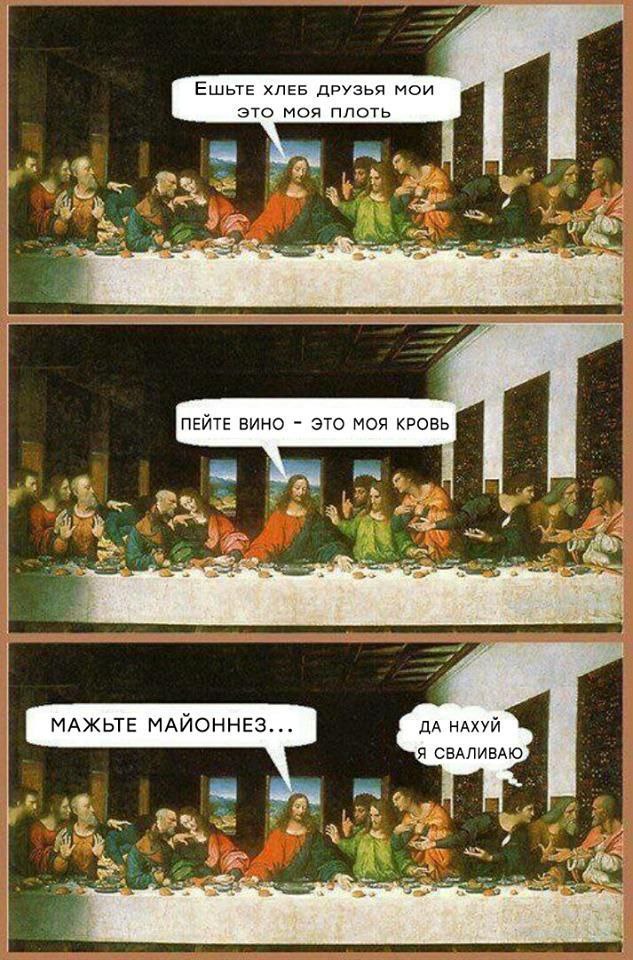 Ешьте хлеб друзья мои
это моя плоть
пейте вино - это моя кровь
мажьте майоннез...
да нахуй
я сваливаю